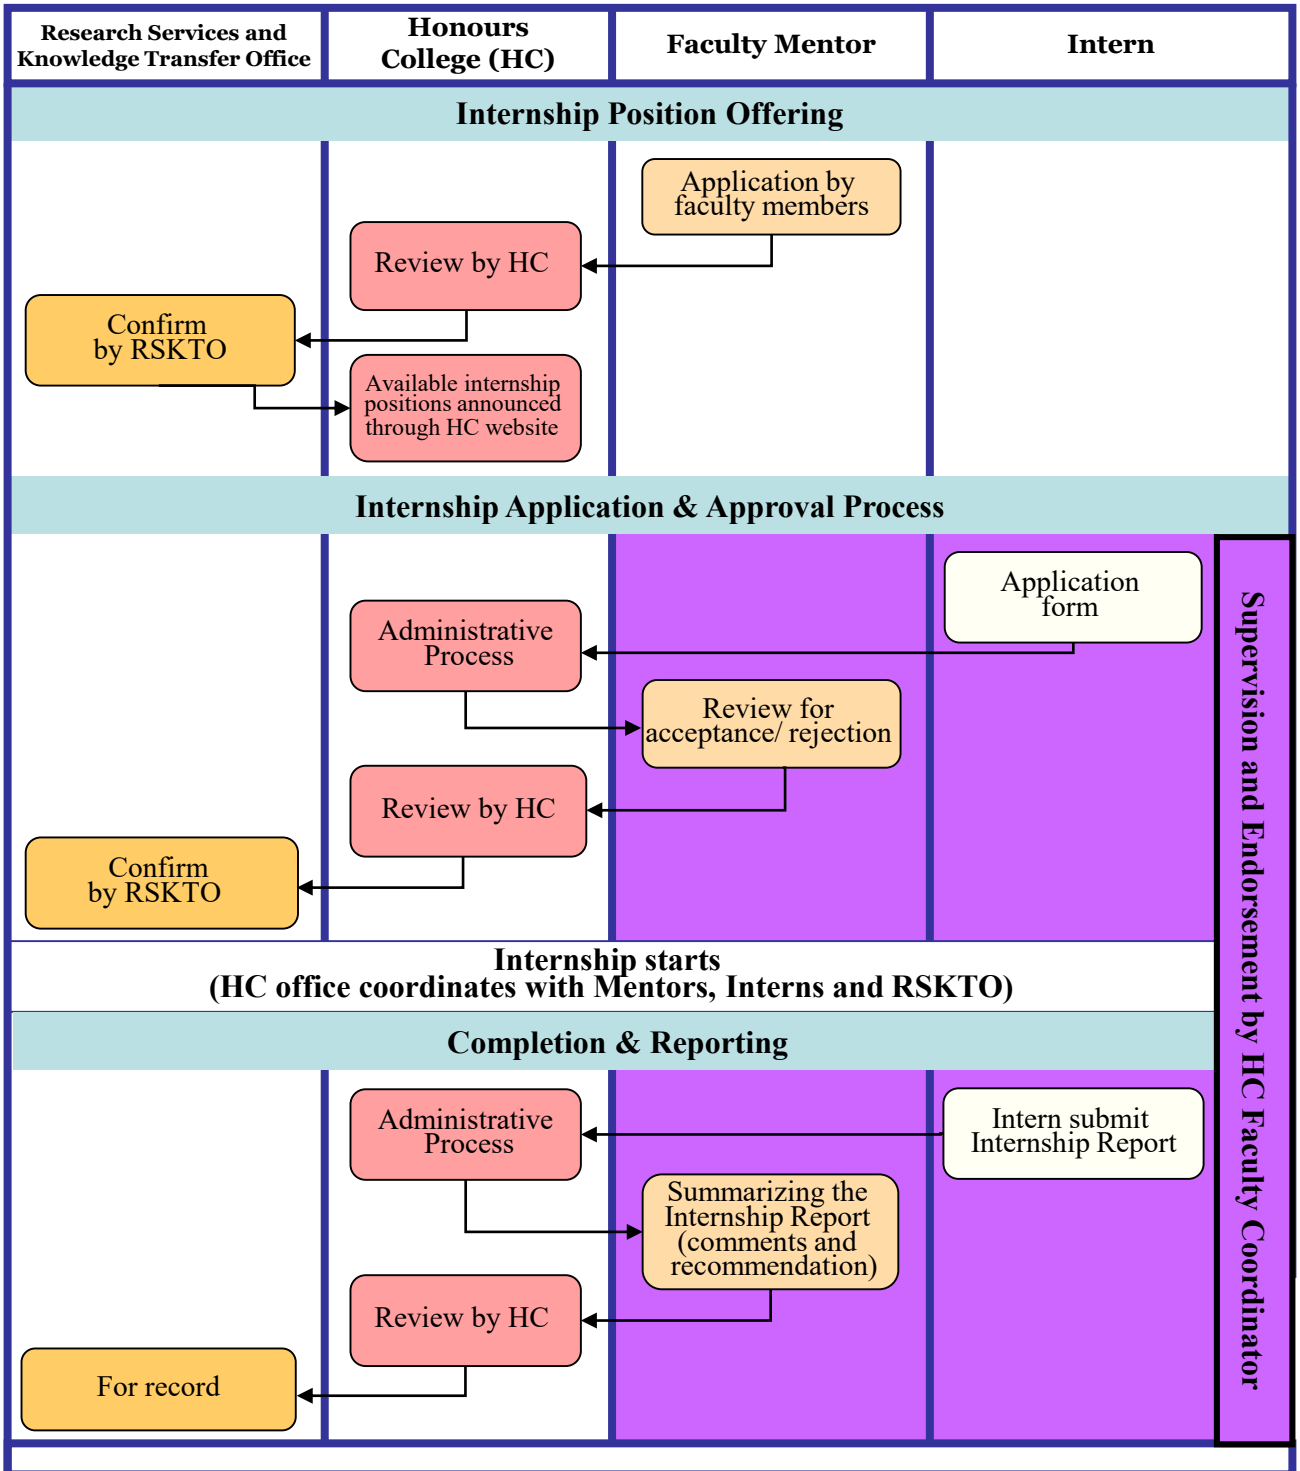 Research Services and
Knowledge Transfer Office
Honours
College (HC)
Faculty Mentor
Intern
Internship Position Offering
Application by
faculty members
Review by HC
Confirm
by RSKTO
Available internship
positions announced
through HC website
Internship Application & Approval Process
Application
form
Administrative
Process
Review for
acceptance/ rejection
Review by HC
Confirm
by RSKTO
Supervision and Endorsement by HC Faculty Coordinator
Internship starts
(HC office coordinates with Mentors, Interns and RSKTO)
Completion & Reporting
Intern submit
Internship Report
Administrative
Process
Summarizing the
Internship Report
(comments and
recommendation)
Review by HC
For record